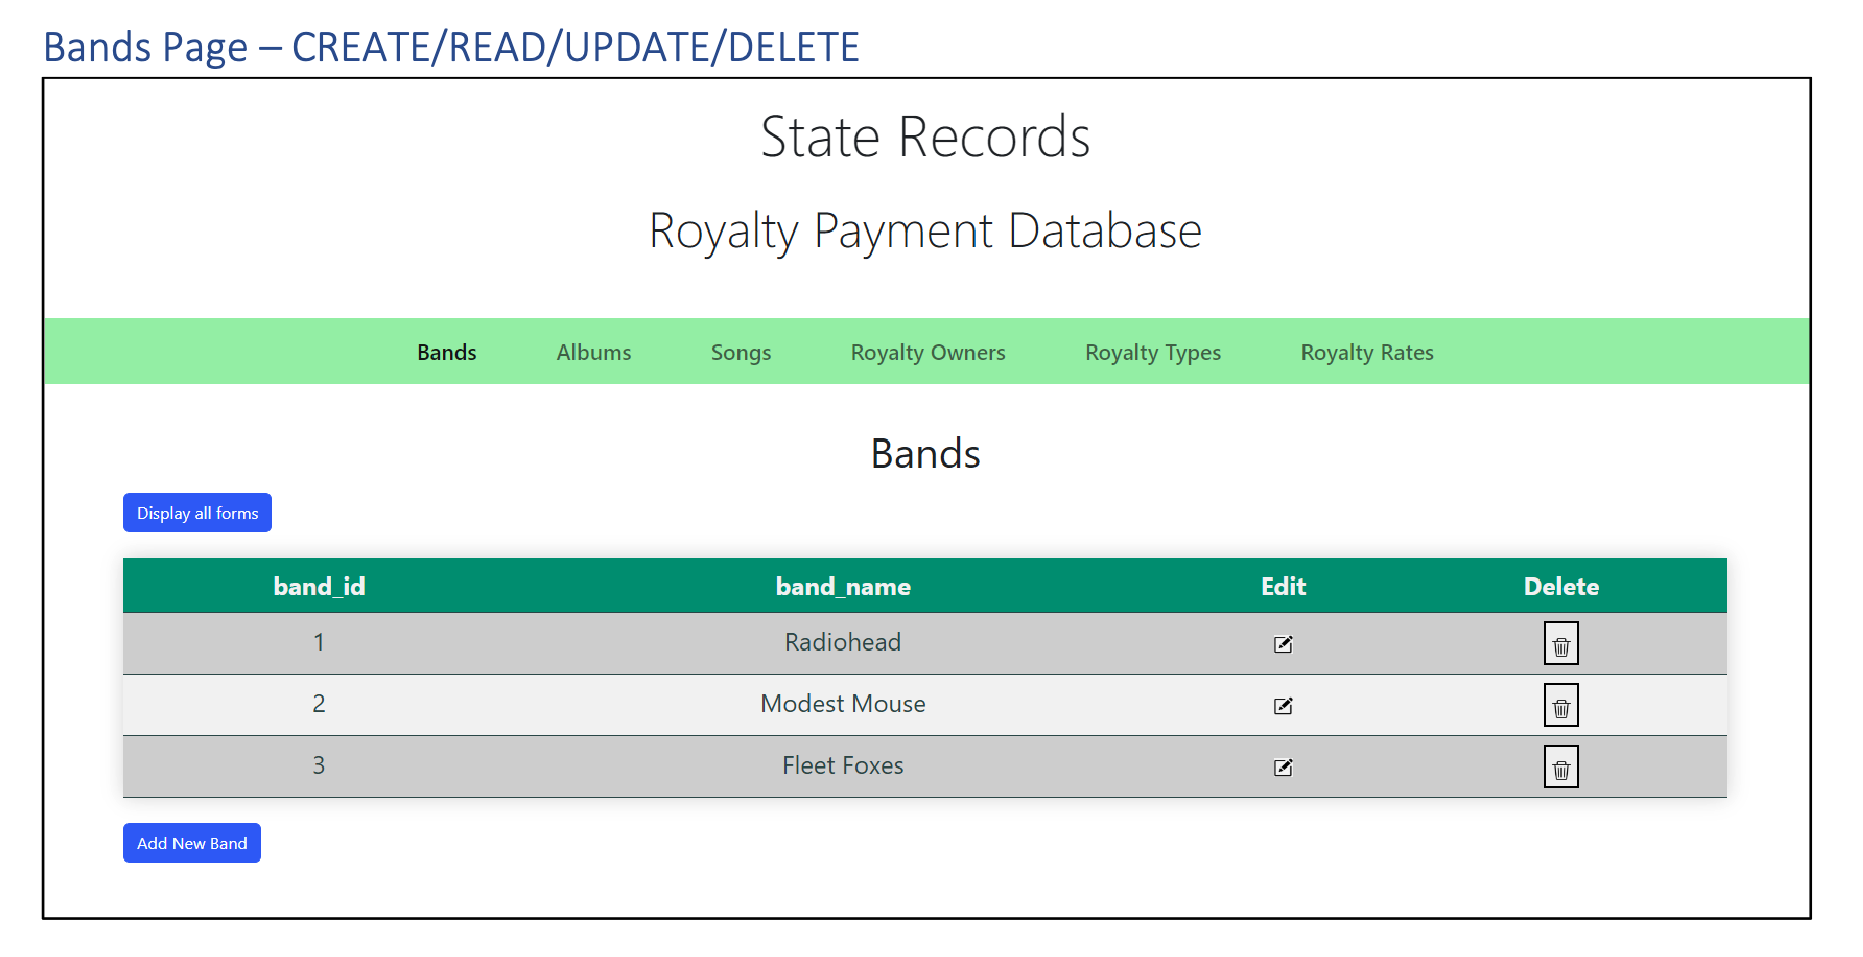 Bands Page – CREATE/READ/UPDATE/DELETE
State Records
Royalty Payment Database
Bands Albums Songs Royalty Owners Royalty Types Royalty Rates
Bands
Display all forms
band_id band_name Edit Delete
1 Radiohead
2 Modest Mouse
3 Fleet Foxes
Add New Band